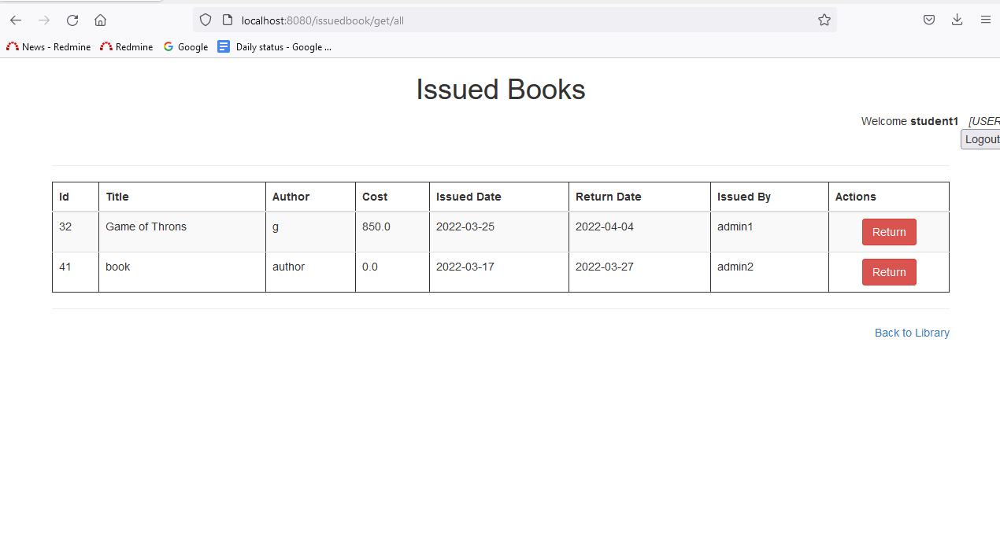 localhost:8080/issuedbook/get/all
News - Redmine Redmine Google Daily status - Google ...
Issued Books
Welcome student1 [USER
Logout
Id Title Author Cost Issued Date Return Date Issued By Actions
32 Game of Throns g 850.0 2022-03-25 2022-04-04 admin1 Return
41 book author 0.0 2022-03-17 2022-03-27 admin2 Return
Back to Library